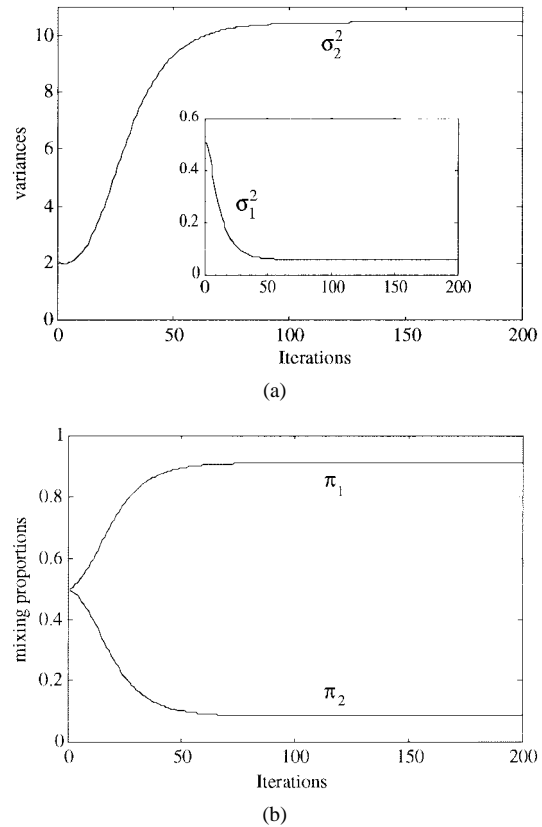 10
8
6
4
2
0
variances
σ₂²
0.6
0.4
0.2
0
σ₁²
0 50 100 150 200
0 50 100 150 200
Iterations
(a)
1
0.8
0.6
0.4
0.2
0
mixing proportions
π₁
π₂
0 50 100 150 200
Iterations
(b)